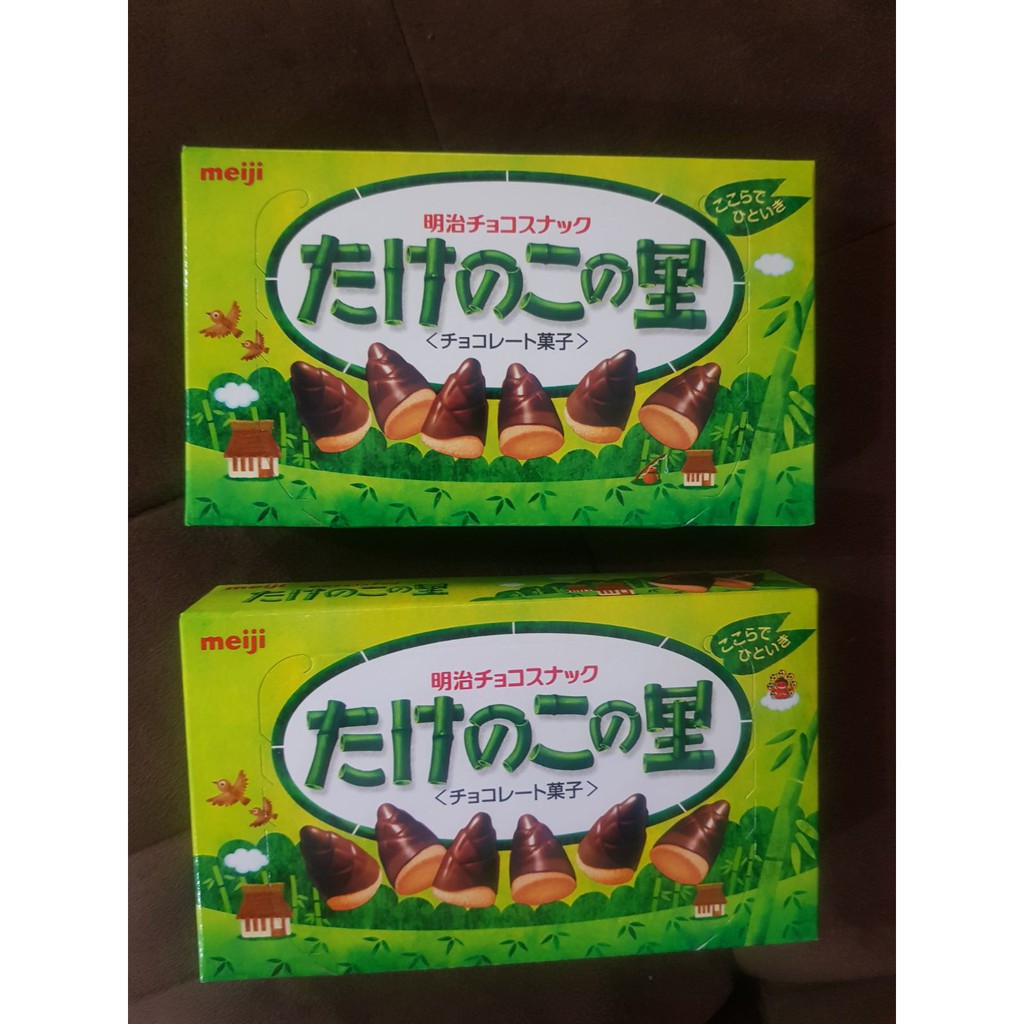 meiji
ここらで
ひといき
明治チョコスナック
たけのこの里
〈チョコレート菓子〉
meiji
たけのこの里
meiji
ここらで
ひといき
明治チョコスナック
たけのこの里
〈チョコレート菓子〉